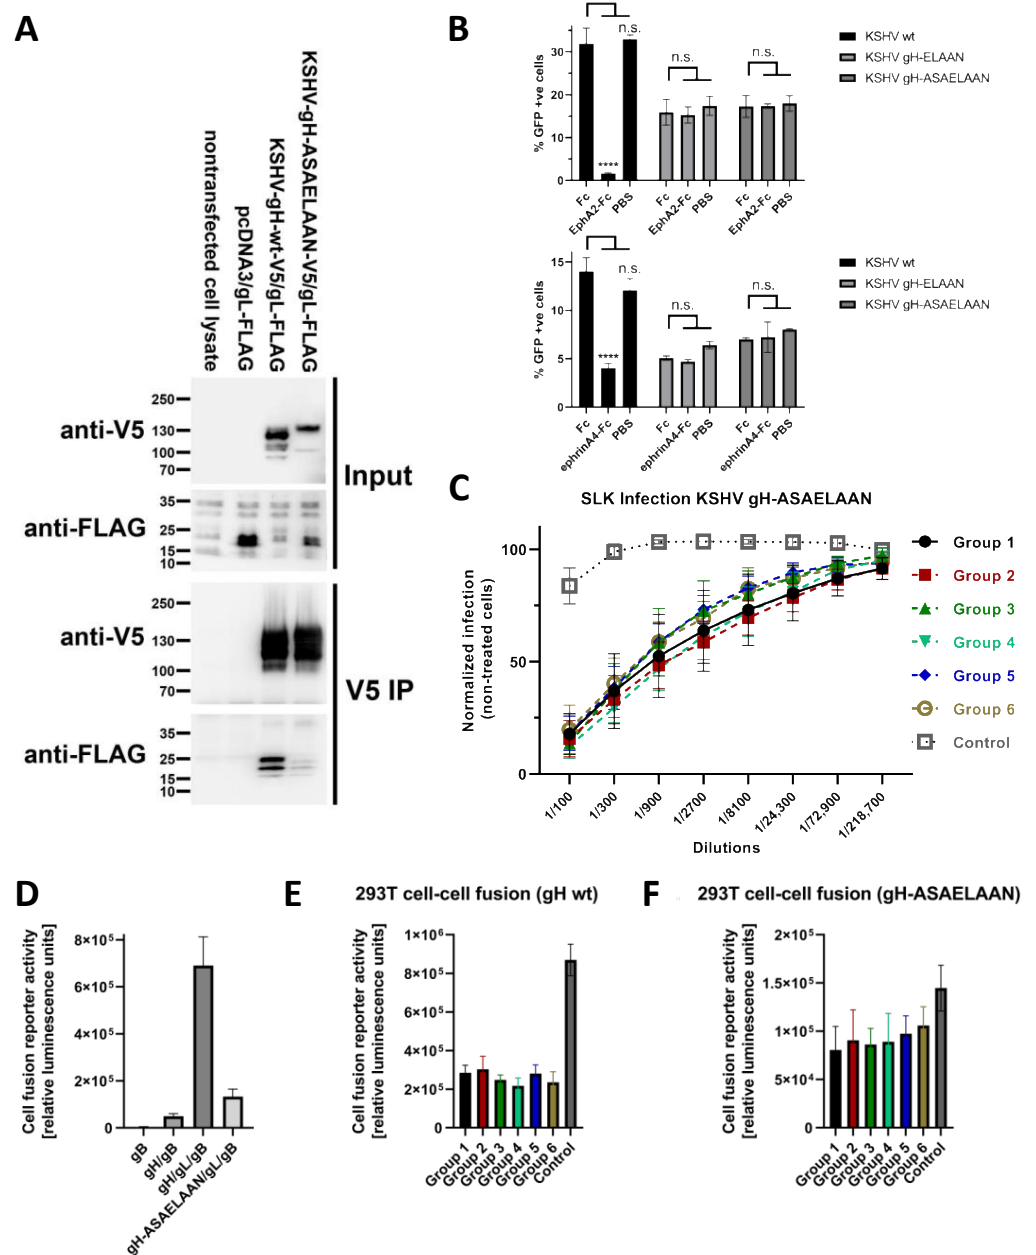 A
nontransfected cell lysate
pcDNA3/gL-FLAG
KSHV-gH-wt-V5/gL-FLAG
KSHV-gH-ASAELAAN-V5/gL-FLAG
anti-V5
250
130
100
70
anti-FLAG
35
25
15
10
Input
anti-V5
250
130
100
70
anti-FLAG
35
25
15
10
V5 IP
B
% GFP +ve cells
30
20
10
0
****
n.s.
n.s.
n.s.
Fc
EphA2-Fc
PBS
Fc
EphA2-Fc
PBS
Fc
EphA2-Fc
PBS
KSHV wt
KSHV gH-ELAAN
KSHV gH-ASAELAAN
% GFP +ve cells
15
10
5
0
****
n.s.
n.s.
n.s.
Fc
ephrinA4-Fc
PBS
Fc
ephrinA4-Fc
PBS
Fc
ephrinA4-Fc
PBS
KSHV wt
KSHV gH-ELAAN
KSHV gH-ASAELAAN
C
SLK Infection KSHV gH-ASAELAAN
Normalized infection
(non-treated cells)
100
50
0
1/100
1/300
1/900
1/2700
1/8100
1/24,300
1/72,900
1/218,700
Dilutions
Group 1
Group 2
Group 3
Group 4
Group 5
Group 6
Control
D
Cell fusion reporter activity
[relative luminescence units]
8×10⁵
6×10⁵
4×10⁵
2×10⁵
0
gB
gH/gB
gH/gL/gB
gH-ASAELAAN/gL/gB
E
293T cell-cell fusion (gH wt)
Cell fusion reporter activity
[relative luminescence units]
1×10⁶
8×10⁵
6×10⁵
4×10⁵
2×10⁵
0
Group 1
Group 2
Group 3
Group 4
Group 5
Group 6
Control
F
293T cell-cell fusion (gH-ASAELAAN)
Cell fusion reporter activity
[relative luminescence units]
2×10⁵
1.5×10⁵
1×10⁵
5×10⁴
0
Group 1
Group 2
Group 3
Group 4
Group 5
Group 6
Control